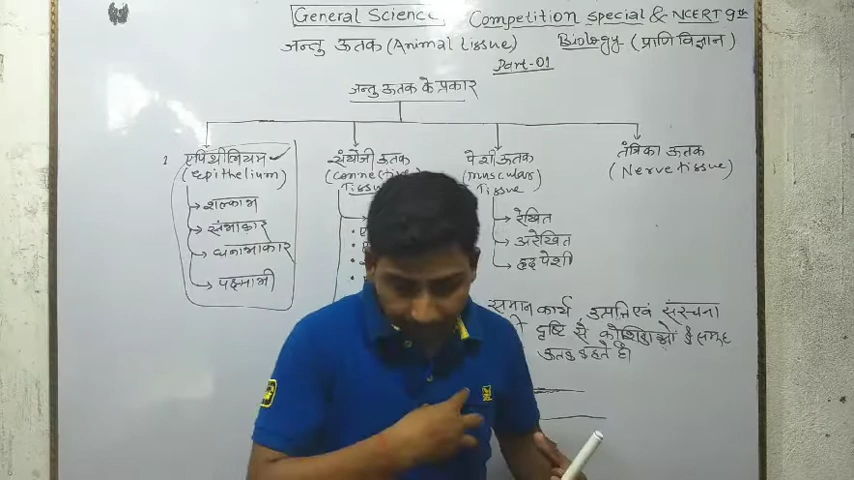 General Science Competition special & NCERT 9th
जन्तु ऊतक (Animal tissue) Biology (प्राणि विज्ञान)
Part-01
जन्तु ऊतक के प्रकार
1 एपिथीलियम संयोजी ऊतक पेशी ऊतक तंत्रिका ऊतक
(Epithelium) (connective (muscular (Nerve tissue)
Tissue Tissue)
शल्काभ
स्तंभाकार
घनाभाकार
पक्ष्माभी
रेखित
अरेखित
हृद पेशी
समान कार्य, उत्पत्ति एवं संरचना
दृष्टि से कोशिकाओं के समूह
ऊतक कहते हैं